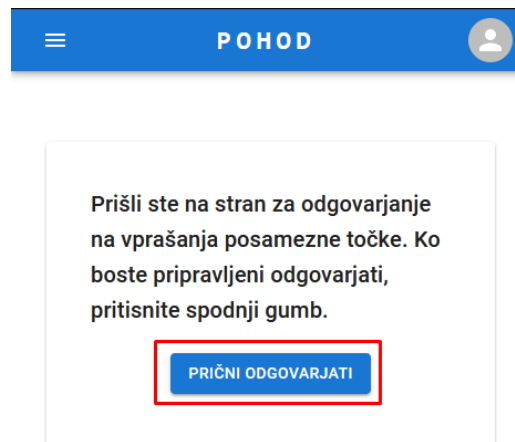 POHOD
Prišli ste na stran za odgovarjanje
na vprašanja posamezne točke. Ko
boste pripravljeni odgovarjati,
pritisnite spodnji gumb.
PRIČNI ODGOVARJATI